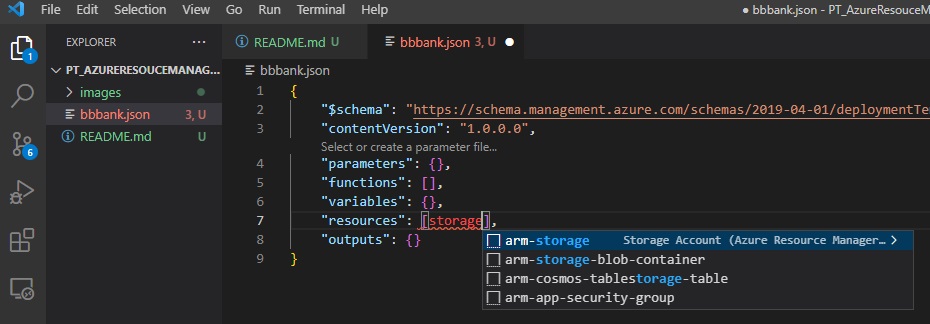 File Edit Selection View Go Run Terminal Help
● bbbank.json - PT_AzureResouceM
EXPLORER
PT_AZURERESOUCEMANAG...
images
bbbank.json 3, U
README.md U
README.md U
bbbank.json 3, U
bbbank.json
1 {
2 "$schema": "https://schema.management.azure.com/schemas/2019-04-01/deploymentTe
3 "contentVersion": "1.0.0.0",
Select or create a parameter file...
4 "parameters": {},
5 "functions": [],
6 "variables": {},
7 "resources": [storage],
8 "outputs": {}
9 }
arm-storage Storage Account (Azure Resource Manager...
arm-storage-blob-container
arm-cosmos-tablestorage-table
arm-app-security-group
1
6